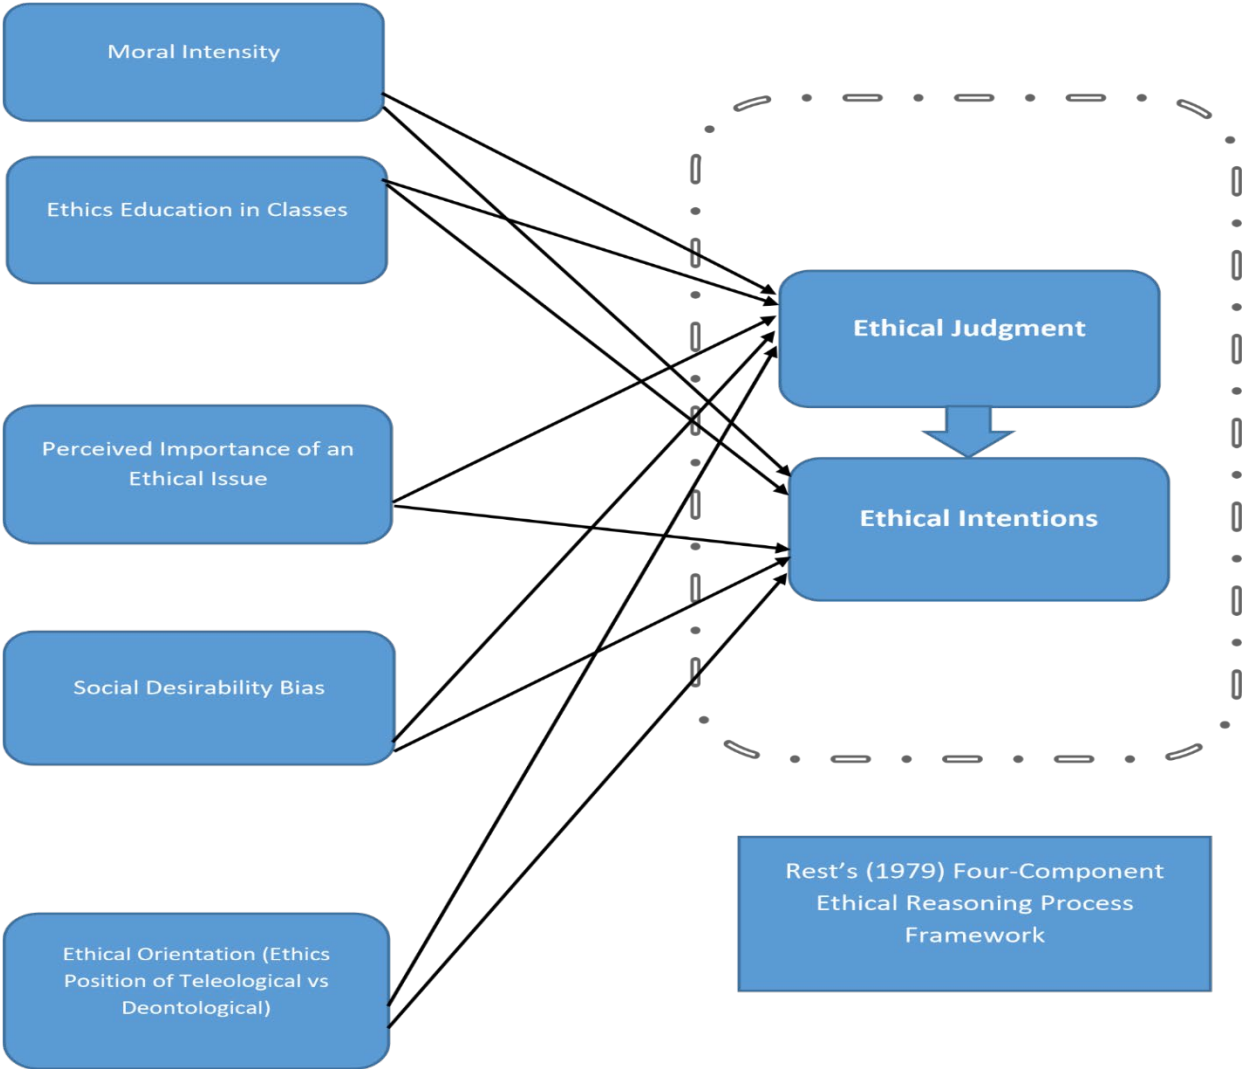 Moral Intensity
Ethics Education in Classes
Perceived Importance of an
Ethical Issue
Social Desirability Bias
Ethical Orientation (Ethics
Position of Teleological vs
Deontological)
Ethical Judgment
Ethical Intentions
Rest’s (1979) Four-Component
Ethical Reasoning Process
Framework